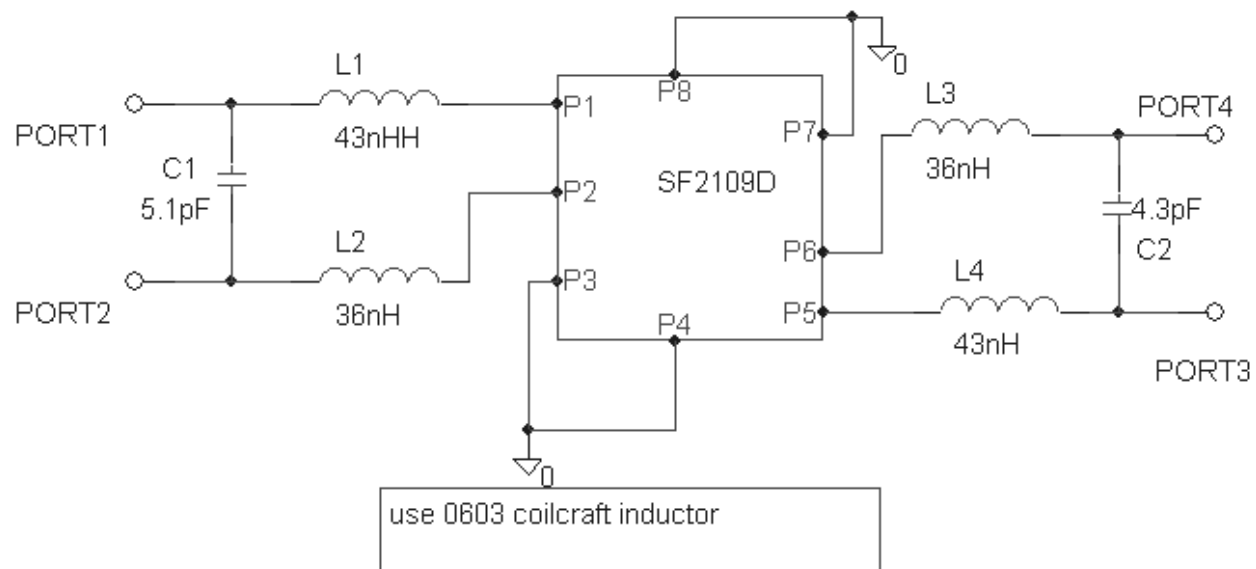 0
L1
P8
L3
PORT4
P1
P7
PORT1
43nHH
36nH
C1
SF2109D
5.1pF
P2
4.3pF
L2
P6
C2
P3
L4
PORT2
36nH
P4
P5
43nH
PORT3
0
use 0603 coilcraft inductor